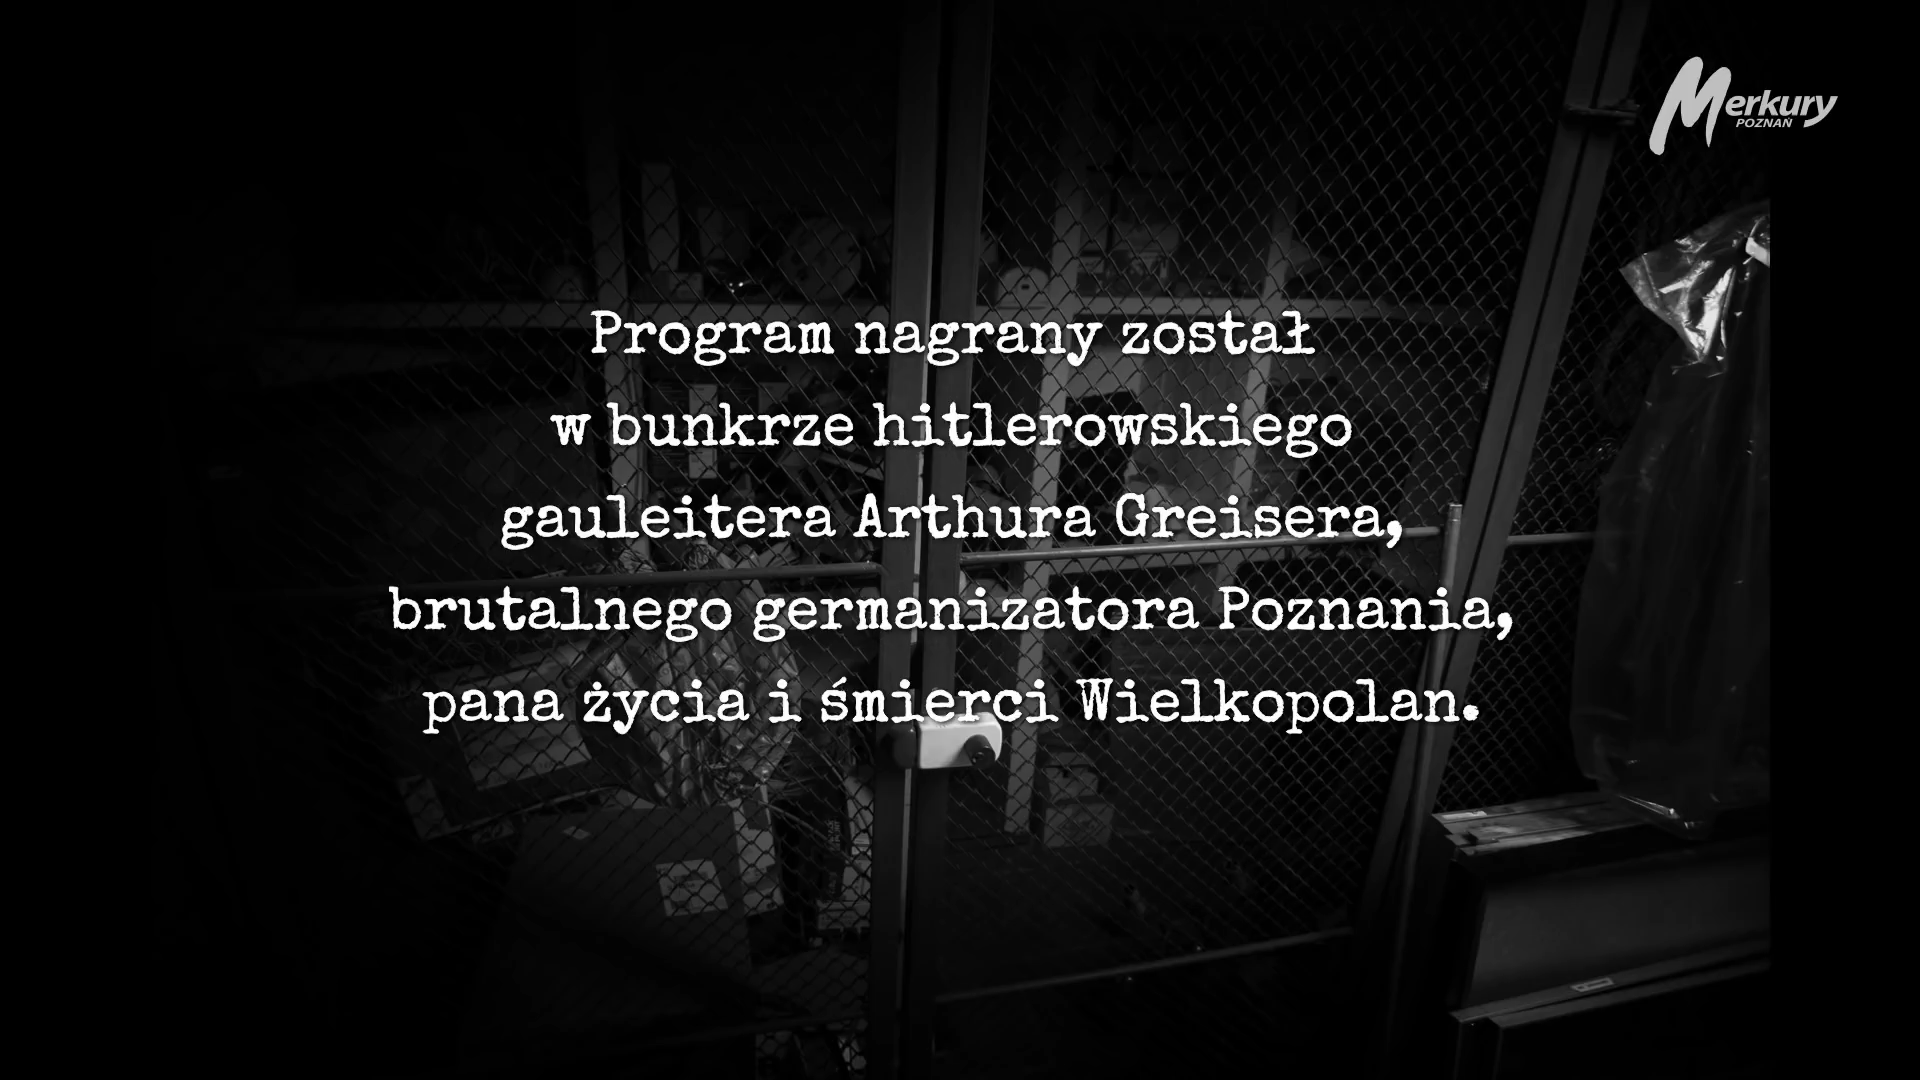 Merkury
POZNAŃ
Program nagrany został
w bunkrze hitlerowskiego
gauleitera Arthura Greisera,
brutalnego germanizatora Poznania,
pana życia i śmierci Wielkopolan.